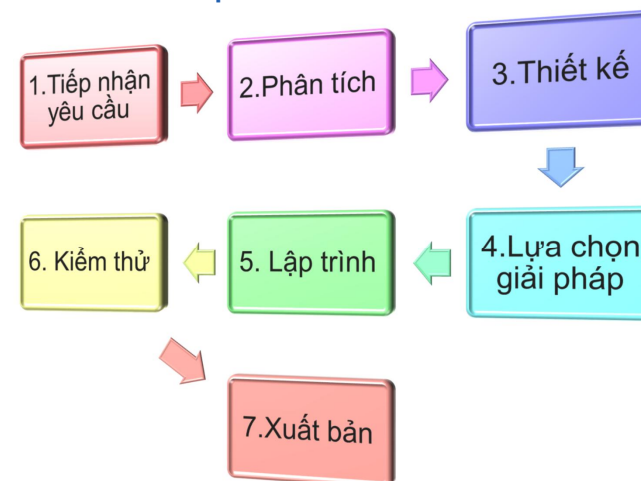 1.Tiếp nhận
yêu cầu
2.Phân tích
3.Thiết kế
4.Lựa chọn
giải pháp
5. Lập trình
6. Kiểm thử
7.Xuất bản